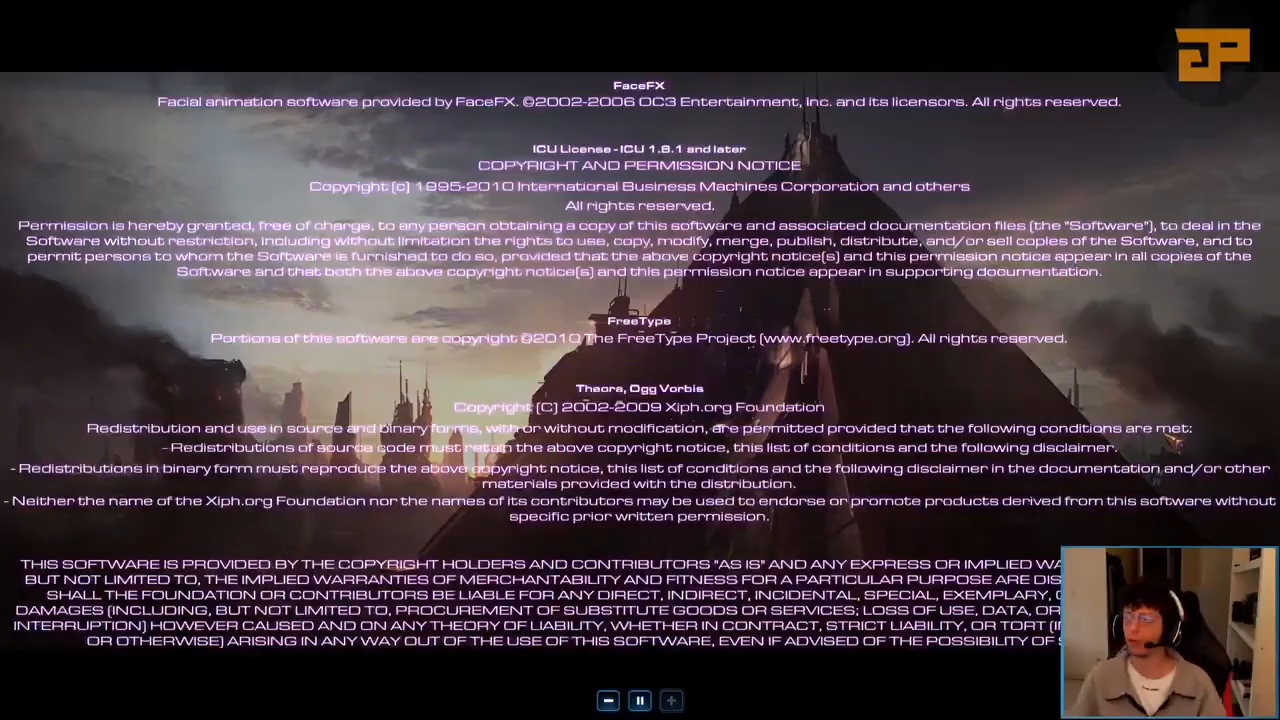 FaceFX
Facial animation software provided by FaceFX. ©2002-2006 OC3 Entertainment, Inc. and its licensors. All rights reserved.
ICU License - ICU 1.8.1 and later
COPYRIGHT AND PERMISSION NOTICE
Copyright (c) 1995-2010 International Business Machines Corporation and others
All rights reserved.
Permission is hereby granted, free of charge, to any person obtaining a copy of this software and associated documentation files (the "Software"), to deal in the
Software without restriction, including without limitation the rights to use, copy, modify, merge, publish, distribute, and/or sell copies of the Software, and to
permit persons to whom the Software is furnished to do so, provided that the above copyright notice(s) and this permission notice appear in all copies of the
Software and that both the above copyright notice(s) and this permission notice appear in supporting documentation.
FreeType
Portions of this software are copyright ©2010 The FreeType Project (www.freetype.org). All rights reserved.
Theora, Ogg Vorbis
Copyright (C) 2002-2009 Xiph.org Foundation
Redistribution and use in source and binary forms, with or without modification, are permitted provided that the following conditions are met:
- Redistributions of source code must retain the above copyright notice, this list of conditions and the following disclaimer.
- Redistributions in binary form must reproduce the above copyright notice, this list of conditions and the following disclaimer in the documentation and/or other
materials provided with the distribution.
- Neither the name of the Xiph.org Foundation nor the names of its contributors may be used to endorse or promote products derived from this software without
specific prior written permission.
THIS SOFTWARE IS PROVIDED BY THE COPYRIGHT HOLDERS AND CONTRIBUTORS "AS IS" AND ANY EXPRESS OR IMPLIED
BUT NOT LIMITED TO, THE IMPLIED WARRANTIES OF MERCHANTABILITY AND FITNESS FOR A PARTICULAR PURPOSE ARE
SHALL THE FOUNDATION OR CONTRIBUTORS BE LIABLE FOR ANY DIRECT, INDIRECT, INCIDENTAL, SPECIAL, EXEMPLARY,
DAMAGES (INCLUDING, BUT NOT LIMITED TO, PROCUREMENT OF SUBSTITUTE GOODS OR SERVICES; LOSS OF USE, DATA, OR
INTERRUPTION) HOWEVER CAUSED AND ON ANY THEORY OF LIABILITY, WHETHER IN CONTRACT, STRICT LIABILITY, OR TORT
OR OTHERWISE) ARISING IN ANY WAY OUT OF THE USE OF THIS SOFTWARE, EVEN IF ADVISED OF THE POSSIBILITY OF